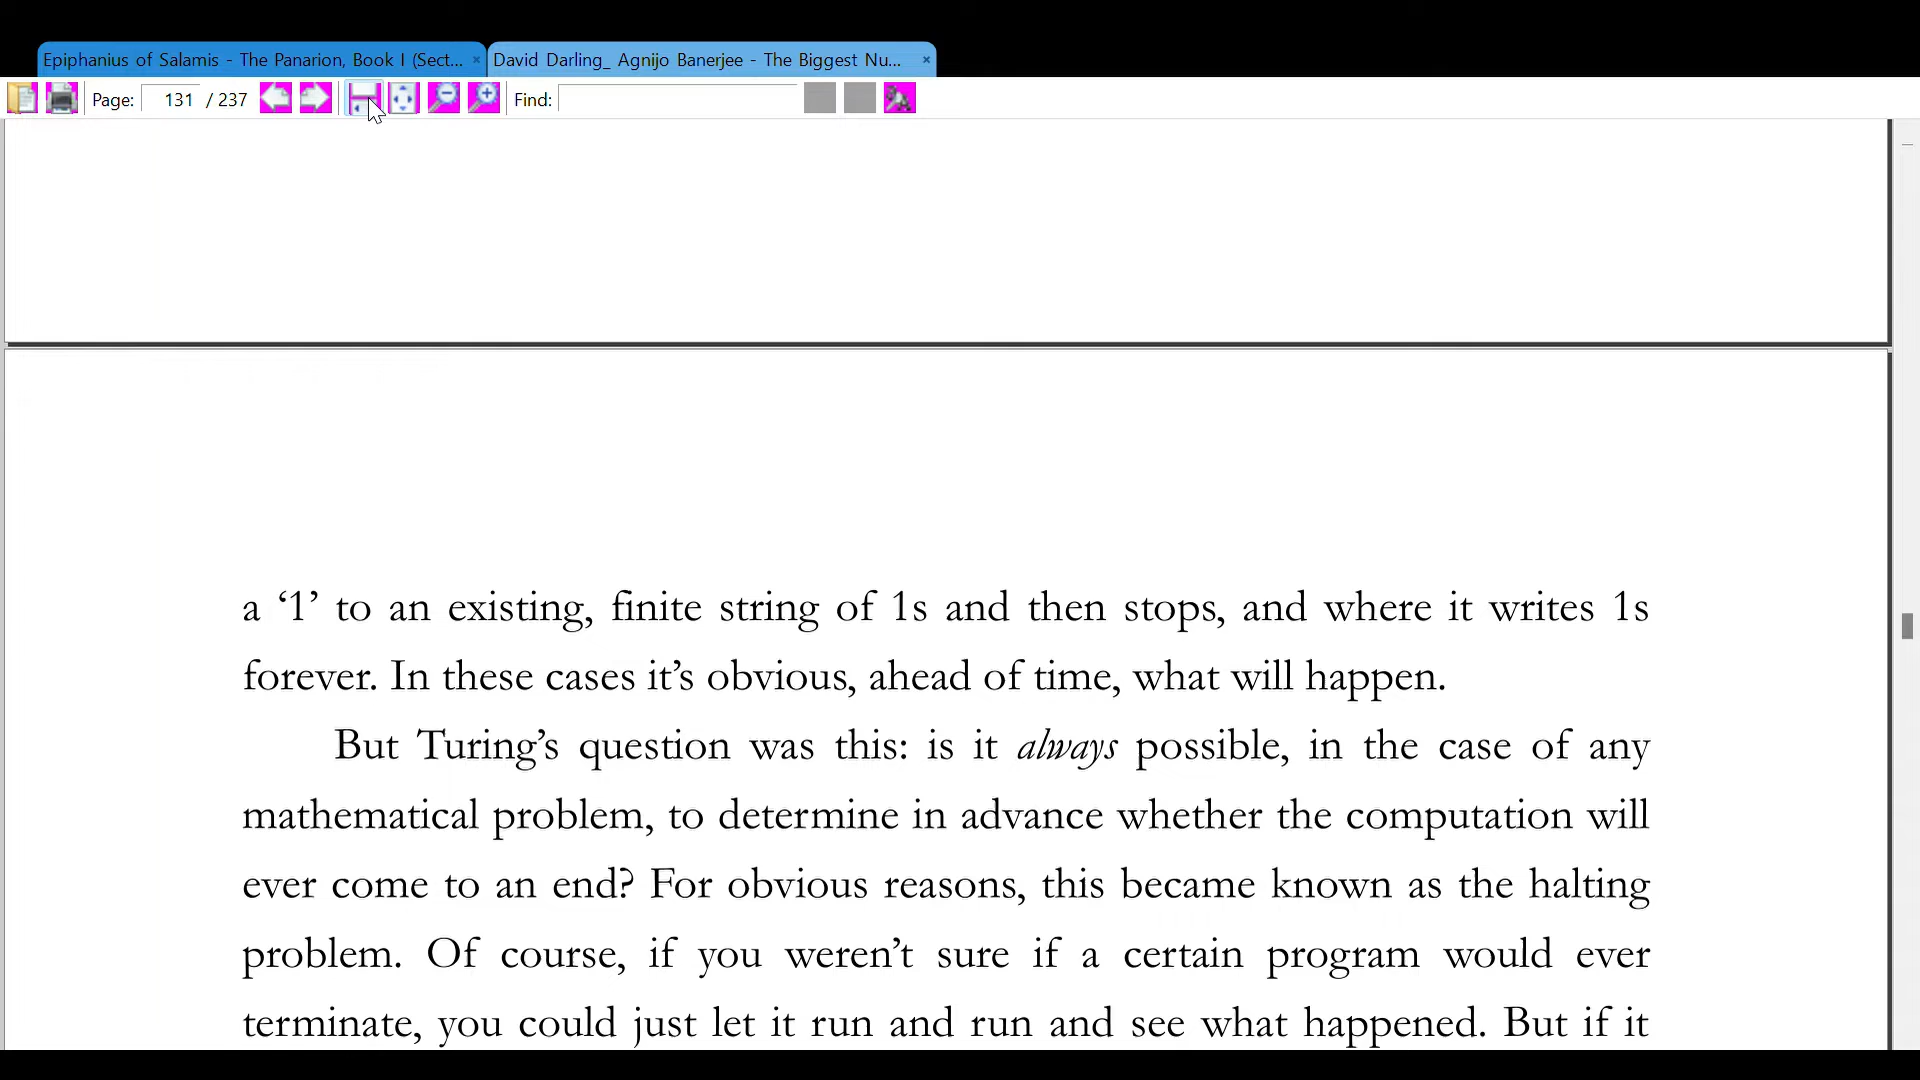 Epiphanius of Salamis - The Panarion, Book I (Sect... × David Darling_ Agnijo Banerjee - The Biggest Nu... ×
Page: 131 / 237 Find:
a ‘1’ to an existing, finite string of 1s and then stops, and where it writes 1s
forever. In these cases it’s obvious, ahead of time, what will happen.
But Turing’s question was this: is it always possible, in the case of any
mathematical problem, to determine in advance whether the computation will
ever come to an end? For obvious reasons, this became known as the halting
problem. Of course, if you weren’t sure if a certain program would ever
terminate, you could just let it run and run and see what happened. But if it